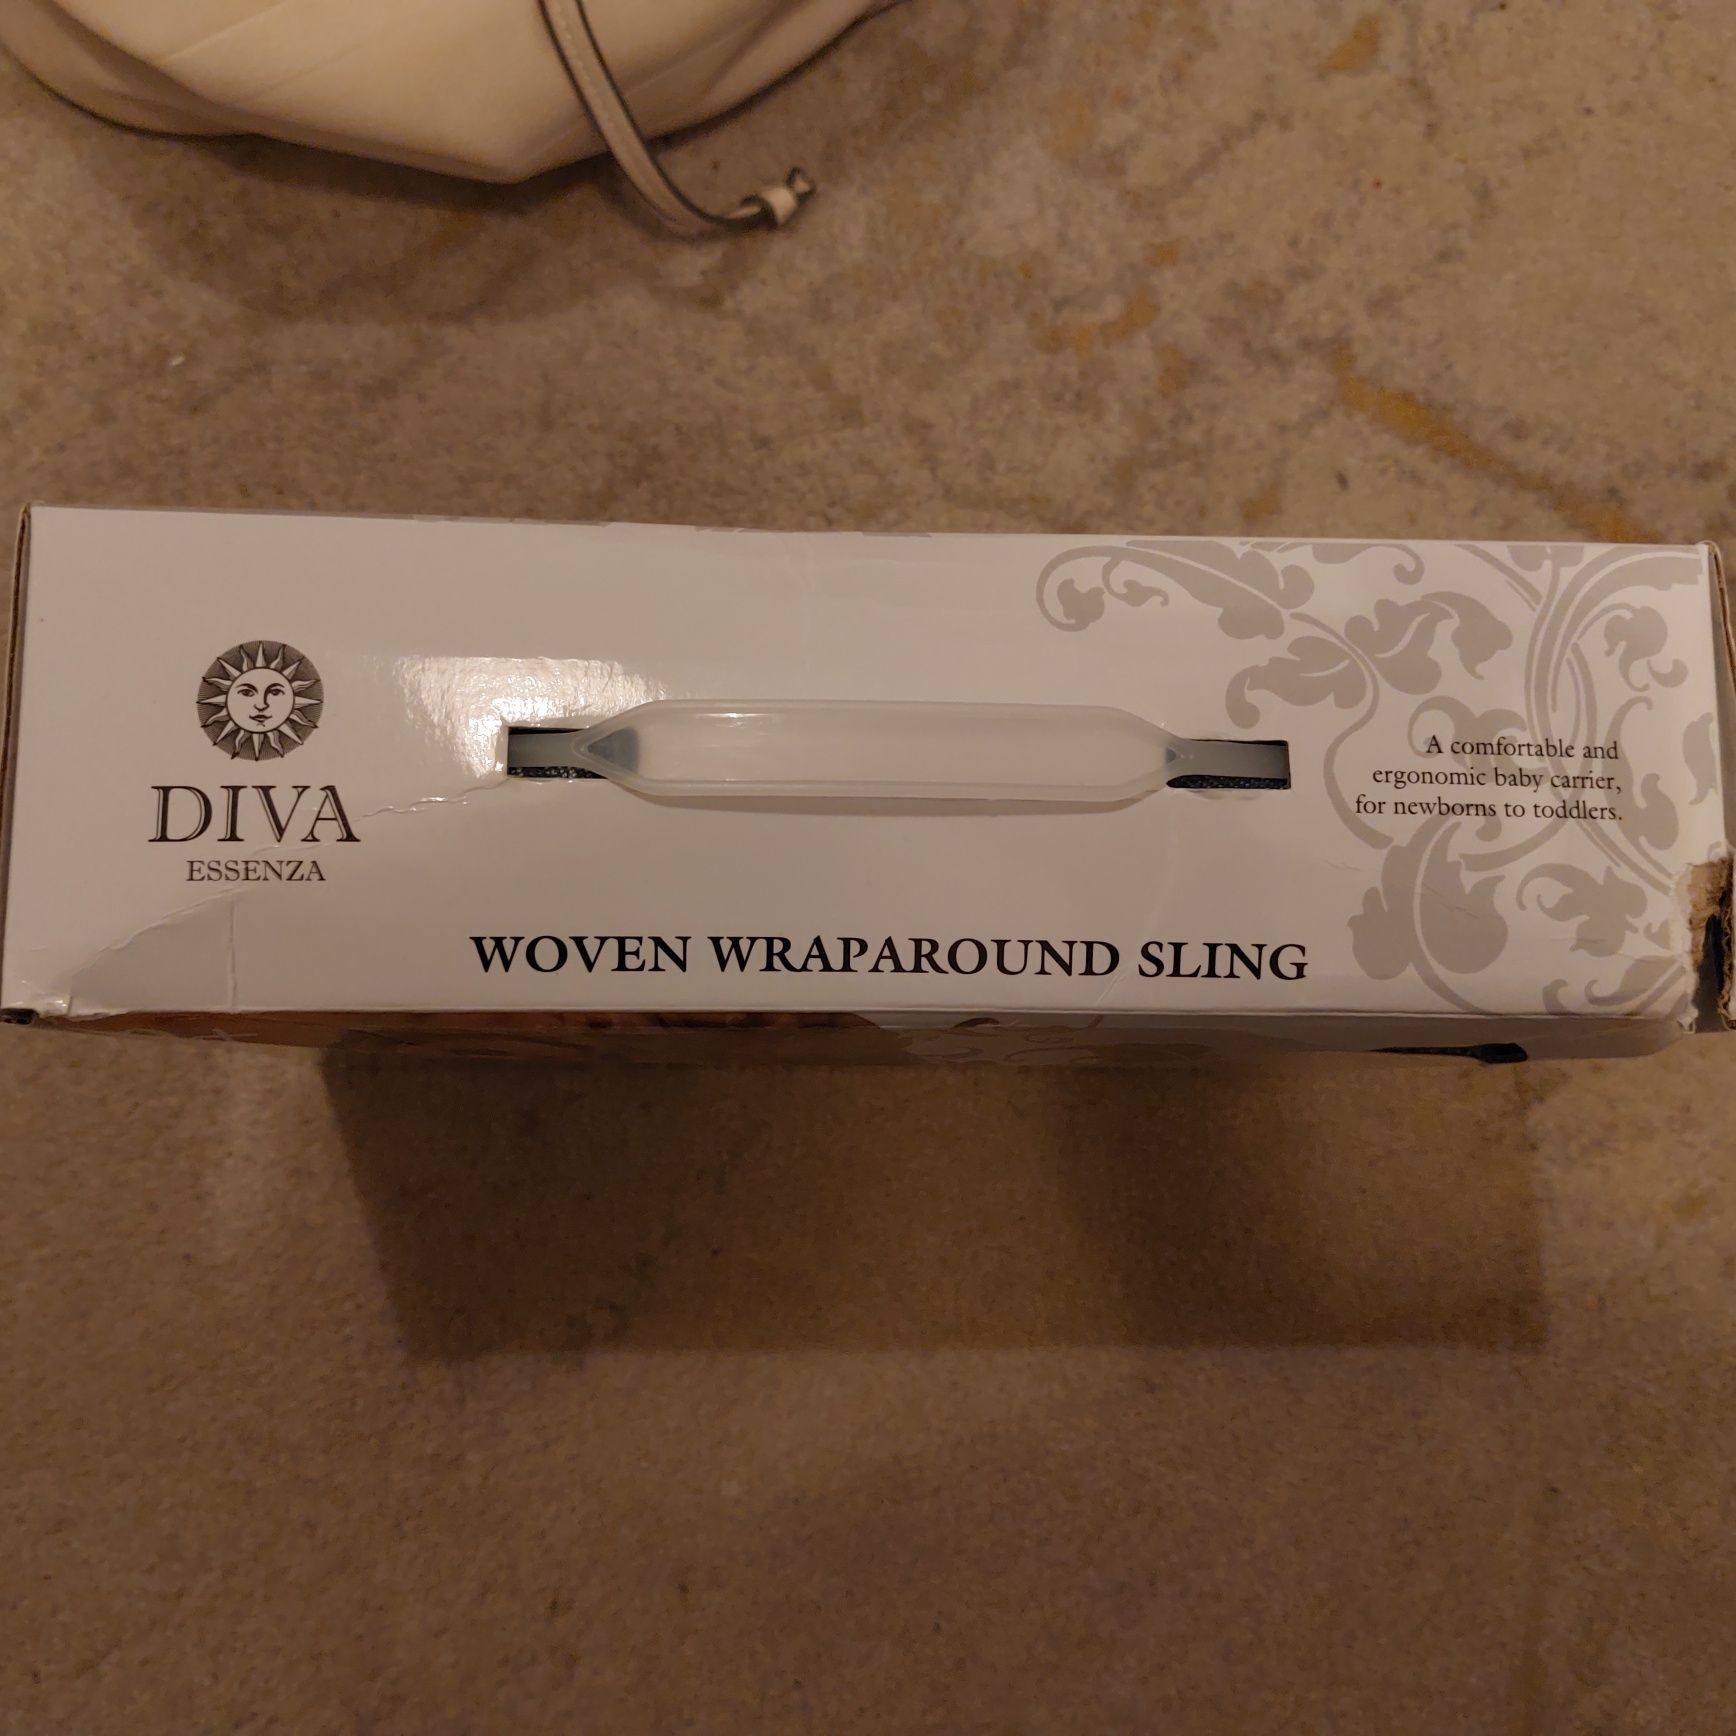 DIVA
ESSENZA
A comfortable and
ergonomic baby carrier,
for newborns to toddlers.
WOVEN WRAPAROUND SLING